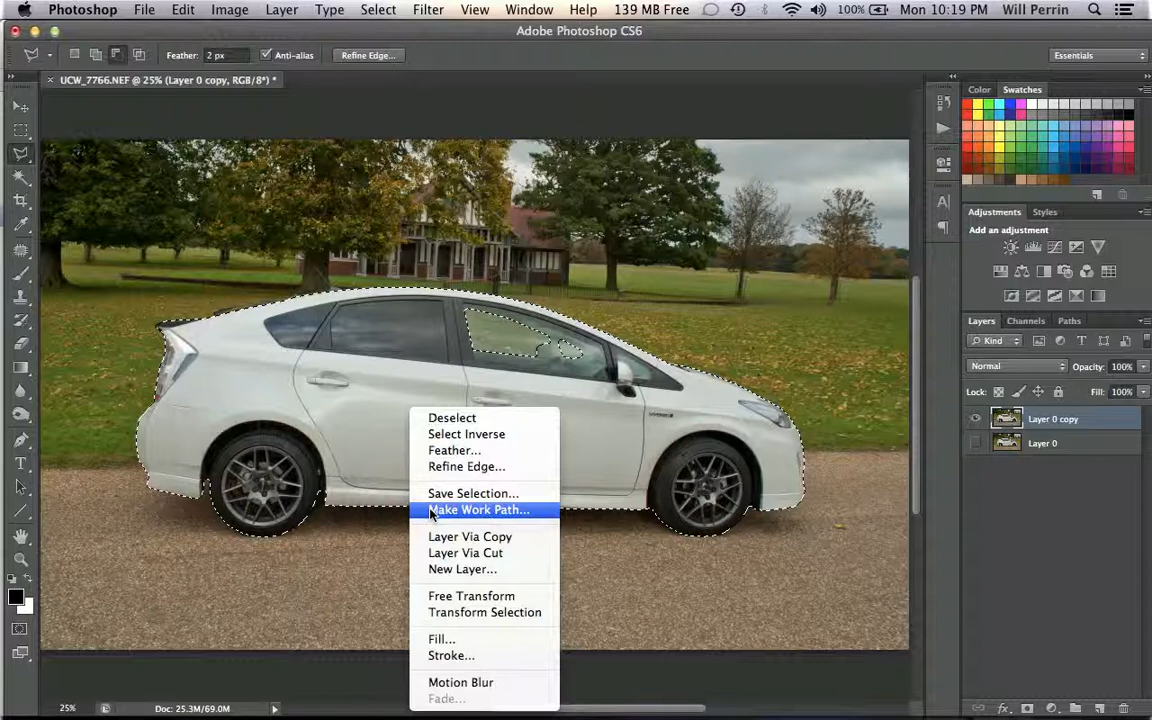 Photoshop File Edit Image Layer Type Select Filter View Window Help 139 MB Free 100% Mon 10:19 PM Will Perrin
Adobe Photoshop CS6
Feather: 2 px Anti-alias Refine Edge... Essentials
UCW_7766.NEF @ 25% (Layer 0 copy, RGB/8*) *
Color Swatches
Adjustments Styles
Add an adjustment
Layers Channels Paths
Kind
Normal Opacity: 100%
Lock: Fill: 100%
Layer 0 copy
Layer 0
Deselect
Select Inverse
Feather...
Refine Edge...
Save Selection...
Make Work Path...
Layer Via Copy
Layer Via Cut
New Layer...
Free Transform
Transform Selection
Fill...
Stroke...
Motion Blur
Fade...
25% Doc: 25.3M/69.0M